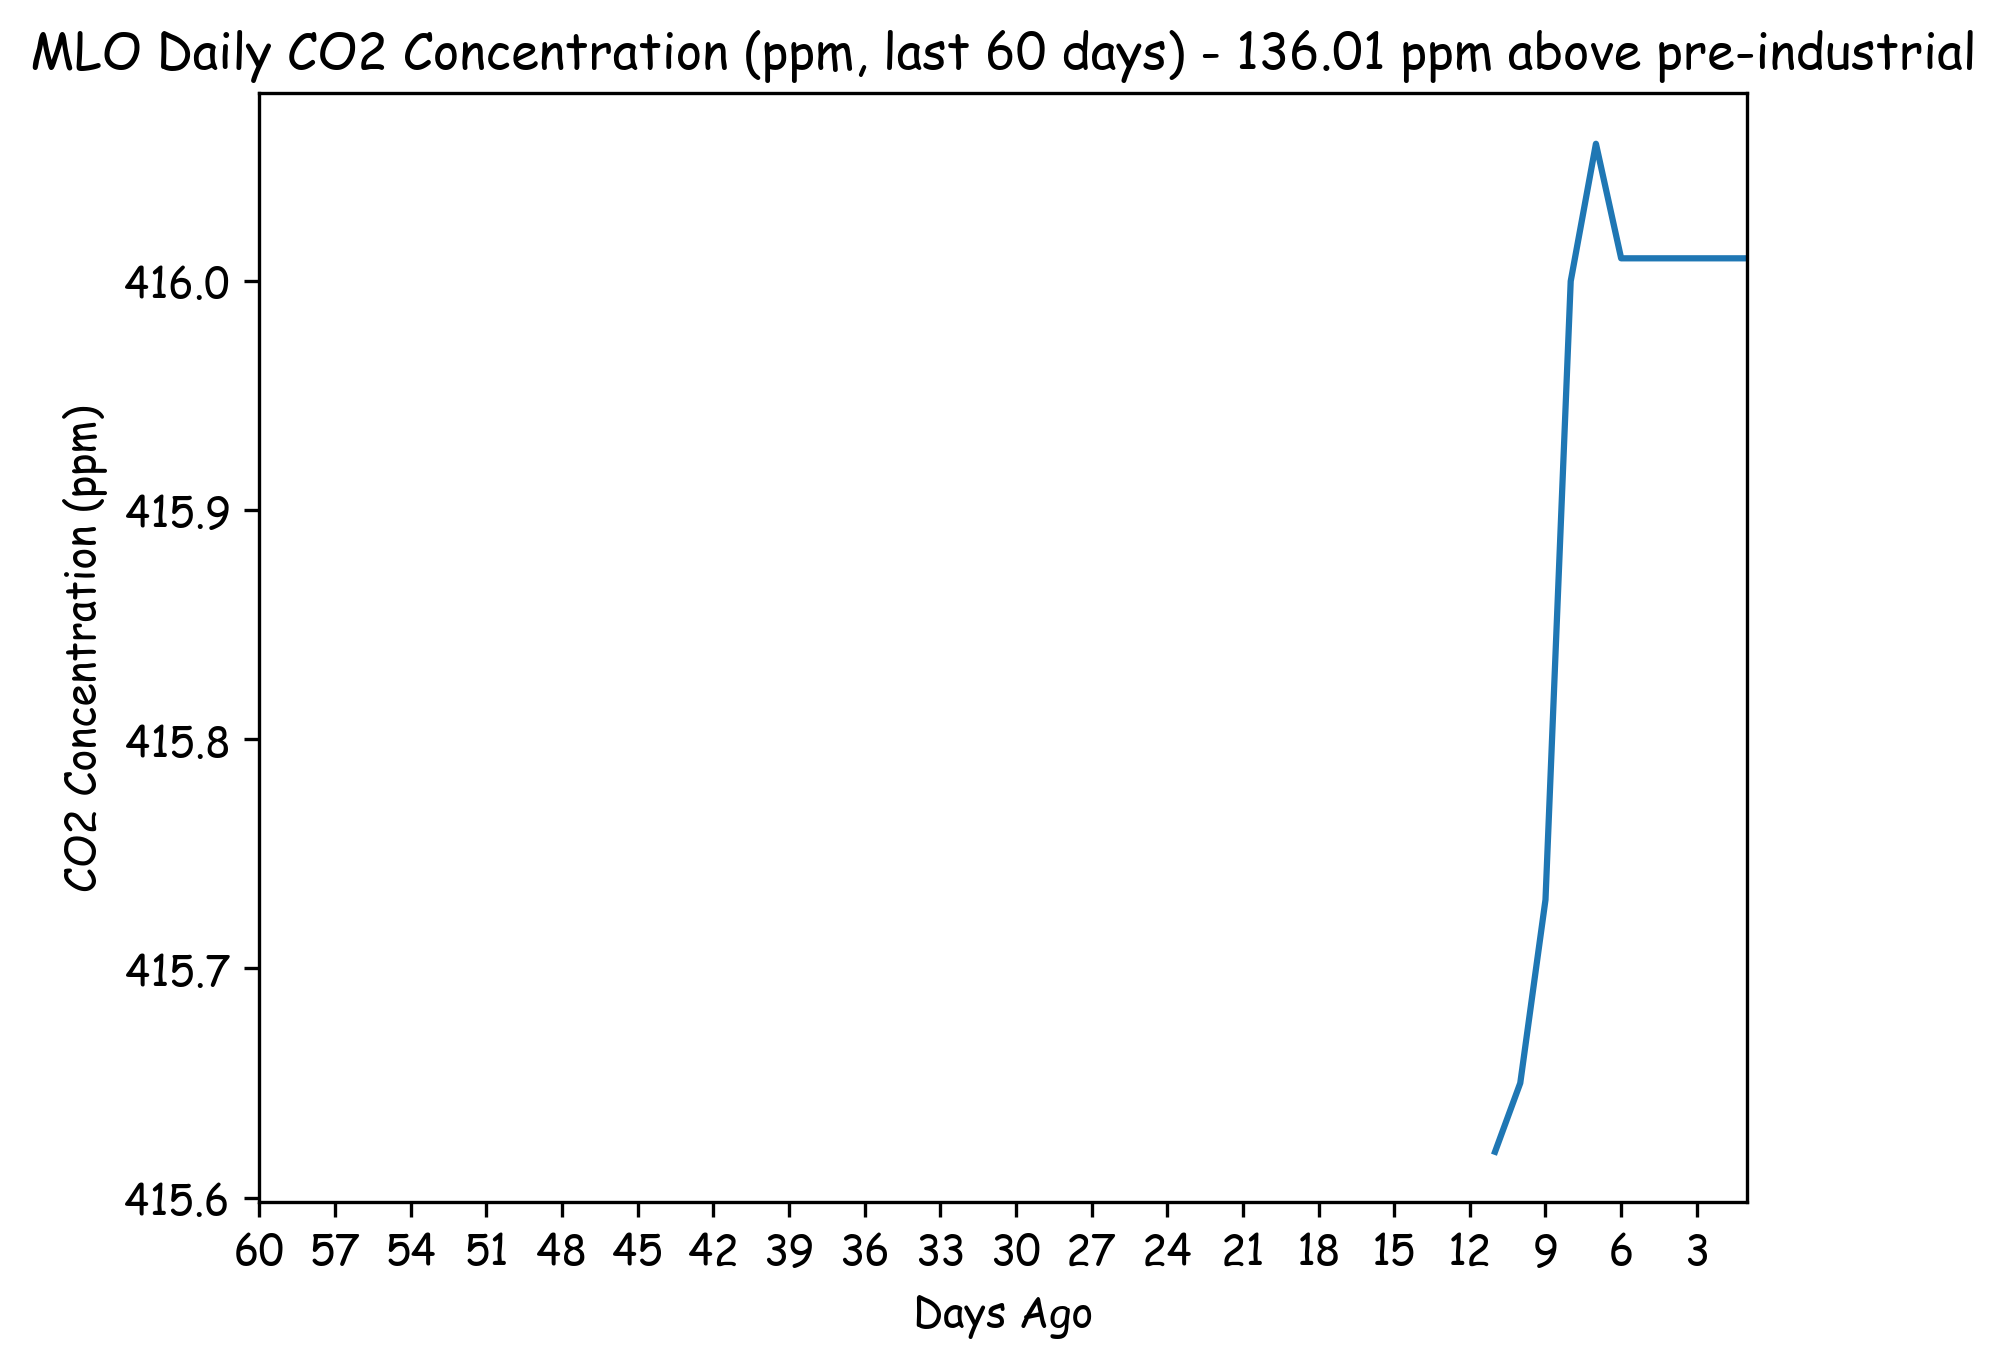 MLO Daily CO2 Concentration (ppm, last 60 days) - 136.01 ppm above pre-industrial
CO2 Concentration (ppm)
416.0
415.9
415.8
415.7
415.6
60 57 54 51 48 45 42 39 36 33 30 27 24 21 18 15 12 9 6 3
Days Ago